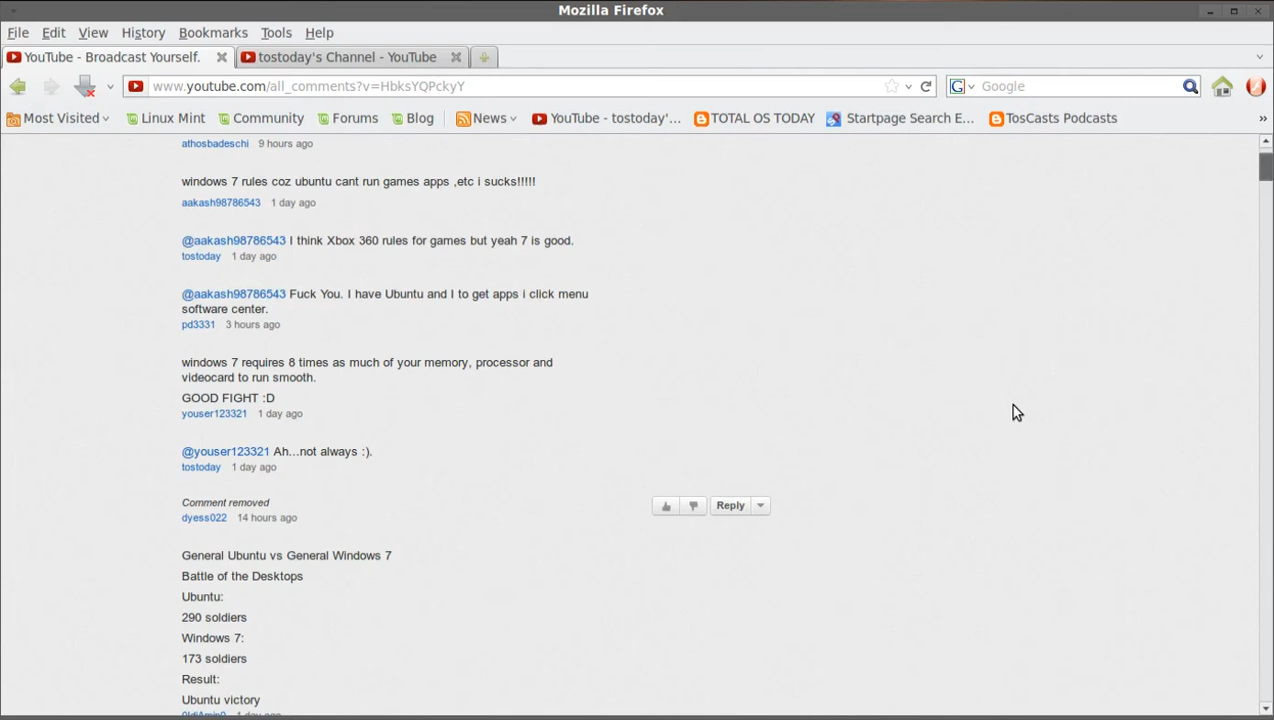 Mozilla Firefox
File Edit View History Bookmarks Tools Help
YouTube - Broadcast Yourself. tostoday's Channel - YouTube
www.youtube.com/all_comments?v=HbksYQPckyY Google
Most Visited Linux Mint Community Forums Blog News YouTube - tostoday'... TOTAL OS TODAY Startpage Search E... TosCasts Podcasts »
athosbadeschi 9 hours ago
windows 7 rules coz ubuntu cant run games apps ,etc i sucks!!!!!
aakash98786543 1 day ago
@aakash98786543 I think Xbox 360 rules for games but yeah 7 is good.
tostoday 1 day ago
@aakash98786543 Fuck You. I have Ubuntu and I to get apps i click menu
software center.
pd3331 3 hours ago
windows 7 requires 8 times as much of your memory, processor and
videocard to run smooth.
GOOD FIGHT :D
youser123321 1 day ago
@youser123321 Ah...not always :).
tostoday 1 day ago
Comment removed
Reply
dyess022 14 hours ago
General Ubuntu vs General Windows 7
Battle of the Desktops
Ubuntu:
290 soldiers
Windows 7:
173 soldiers
Result:
Ubuntu victory
1 day ago